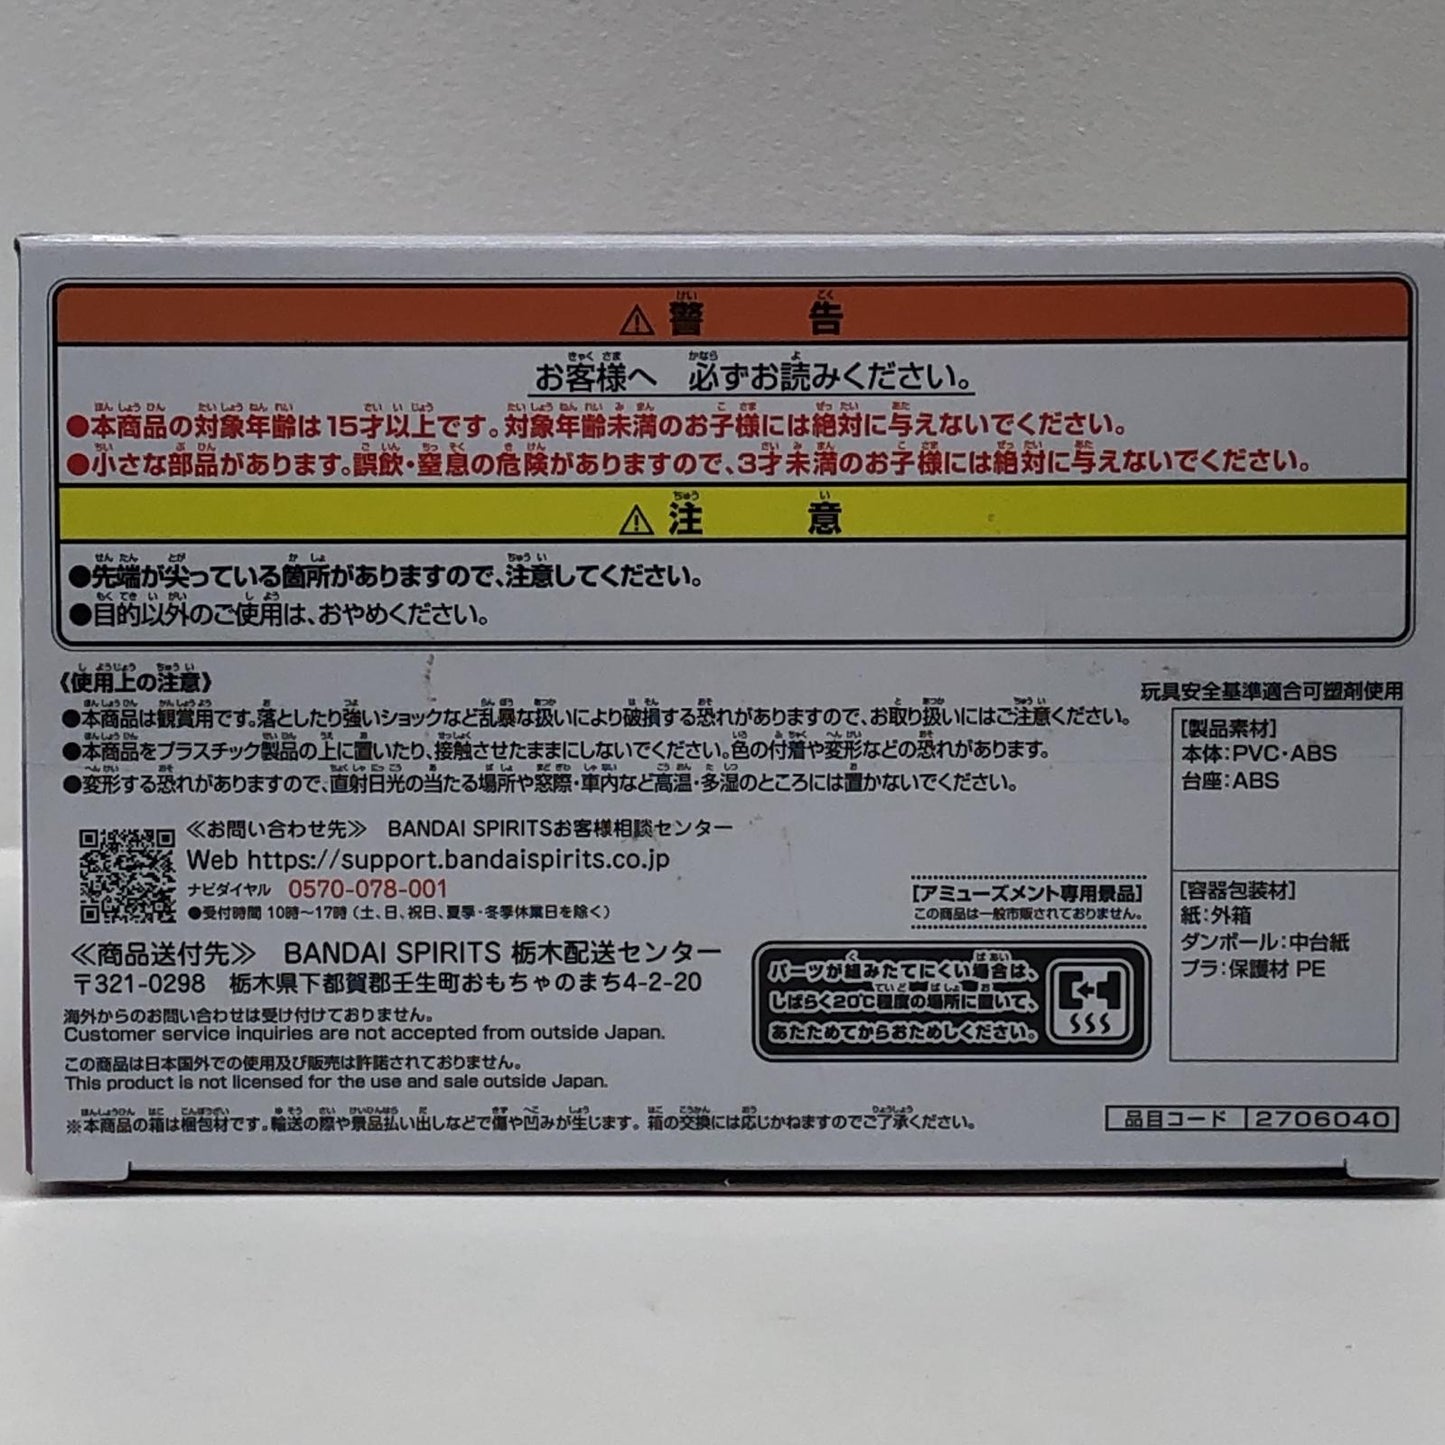 ⚠警告
お客様へ 必ずお読みください。
●本商品の対象年齢は15才以上です。対象年齢未満のお子様には絶対に与えないでください。
●小さな部品があります。誤飲・窒息の危険がありますので、3才未満のお子様には絶対に与えないでください。
⚠注意
●先端が尖っている箇所がありますので、注意してください。
●目的以外のご使用は、おやめください。
《使用上の注意》
●本商品は観賞用です。落としたり強いショックなど乱暴な扱いにより破損する恐れがありますので、お取り扱いにはご注意ください。
●本商品をプラスチック製品の上に置いたり、接触させたままにしないでください。色の付着や変形などの恐れがあります。
●変形する恐れがありますので、直射日光の当たる場所や窓際・車内など高温・多湿のところには置かないでください。
≪お問い合わせ先≫ BANDAI SPIRITSお客様相談センター
Web https://support.bandaispirits.co.jp
ナビダイヤル 0570-078-001
●受付時間 10時〜17時（土、日、祝日、夏季・冬季休業日を除く）
≪商品送付先≫ BANDAI SPIRITS 栃木配送センター
〒321-0298 栃木県下都賀郡壬生町おもちゃのまち4-2-20
海外からのお問い合わせは受け付けておりません。
Customer service inquiries are not accepted from outside Japan.
この商品は日本国外での使用及び販売は許諾されておりません。
This product is not licensed for the use and sale outside Japan.
※本商品の箱は梱包材です。輸送の際や景品払い出しなどで傷や凹みが生じます。箱の交換には応じかねますのでご了承ください。
[アミューズメント専用景品]
この商品は一般市販されておりません。
パーツが組みたてにくい場合は、
しばらく20℃程度の場所に置いて、
あたためてからおためしください。
玩具安全基準適合可塑剤使用
[製品素材]
本体：PVC・ABS
台座：ABS
[容器包装材]
紙：外箱
ダンボール：中台紙
プラ：保護材 PE
品目コード 2706040